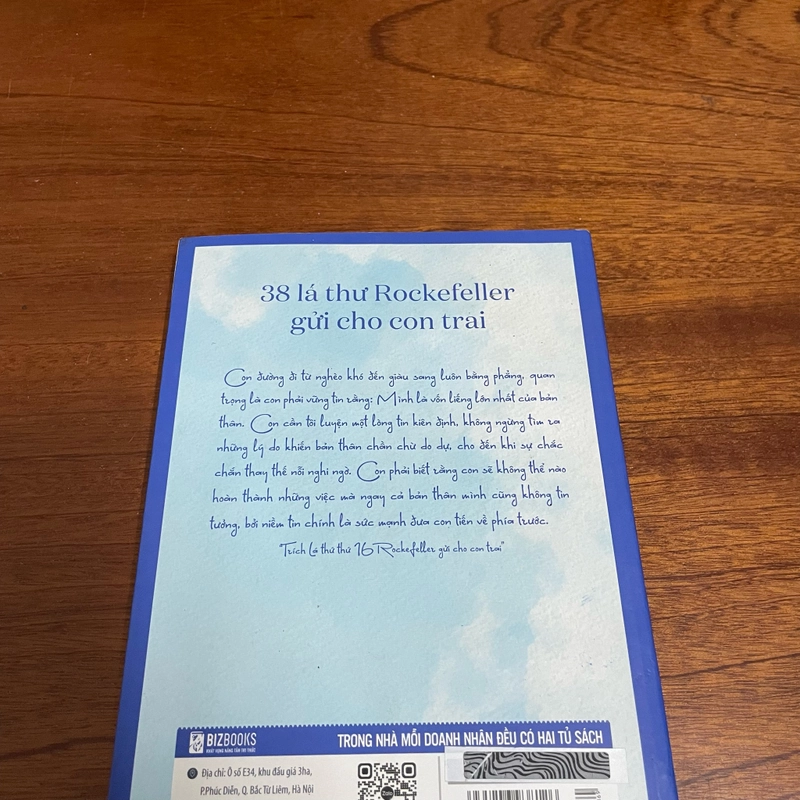 38 lá thư Rockefeller
gửi cho con trai
Con đường đi từ nghèo khó đến giàu sang luôn bằng phẳng, quan
trọng là con phải vững tin rằng: Mình là vốn liếng lớn nhất của bản
thân. Con cần tôi luyện một lòng tin kiên định, không ngừng tìm ra
những lý do khiến bản thân chần chừ do dự, cho đến khi sự chắc
chắn thay thế nỗi nghi ngờ. Con phải biết rằng con sẽ không thể nào
hoàn thành những việc mà ngay cả bản thân mình cũng không tin
tưởng, bởi niềm tin chính là sức mạnh đưa con tiến về phía trước.
"Trích Lá thứ thứ 16 Rockefeller gửi cho con trai"
BIZBOOKS
KHÁT VỌNG NÂNG TẦM TRI THỨC
TRONG NHÀ MỖI DOANH NHÂN ĐỀU CÓ HAI TỦ SÁCH
Địa chỉ: Ô số E34, khu đấu giá 3ha,
P.Phúc Diễn, Q. Bắc Từ Liêm, Hà Nội